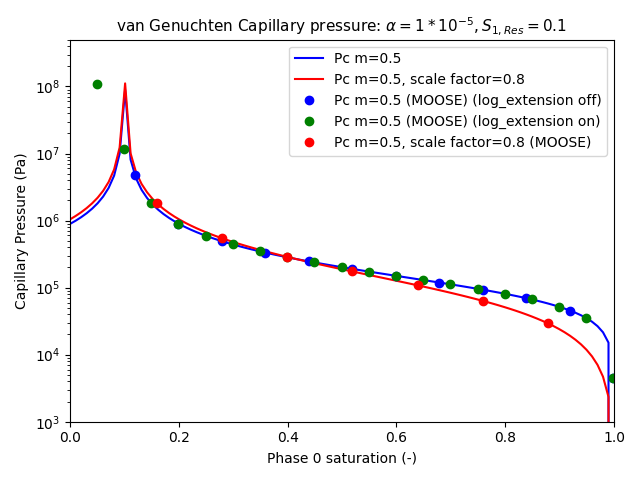 van Genuchten Capillary pressure: α = 1 * 10⁻⁵, S₁,Res = 0.1
Pc m=0.5
Pc m=0.5, scale factor=0.8
Pc m=0.5 (MOOSE) (log_extension off)
Pc m=0.5 (MOOSE) (log_extension on)
Pc m=0.5, scale factor=0.8 (MOOSE)
Capillary Pressure (Pa)
10⁸
10⁷
10⁶
10⁵
10⁴
10³
0.0 0.2 0.4 0.6 0.8 1.0
Phase 0 saturation (-)